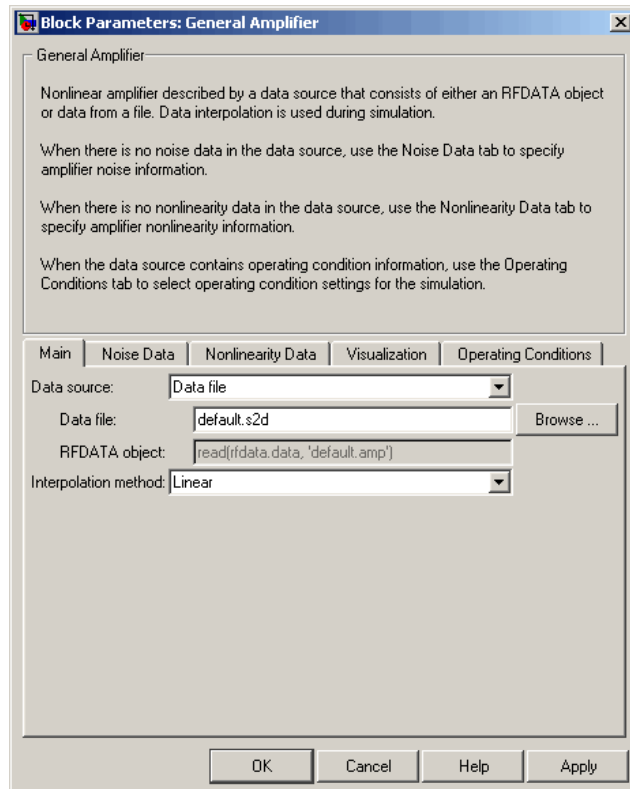 Block Parameters: General Amplifier
General Amplifier
Nonlinear amplifier described by a data source that consists of either an RFDATA object
or data from a file. Data interpolation is used during simulation.
When there is no noise data in the data source, use the Noise Data tab to specify
amplifier noise information.
When there is no nonlinearity data in the data source, use the Nonlinearity Data tab to
specify amplifier nonlinearity information.
When the data source contains operating condition information, use the Operating
Conditions tab to select operating condition settings for the simulation.
Main Noise Data Nonlinearity Data Visualization Operating Conditions
Data source: Data file
Data file: default.s2d Browse ...
RFDATA object: read(rfdata.data, 'default.amp')
Interpolation method: Linear
OK Cancel Help Apply